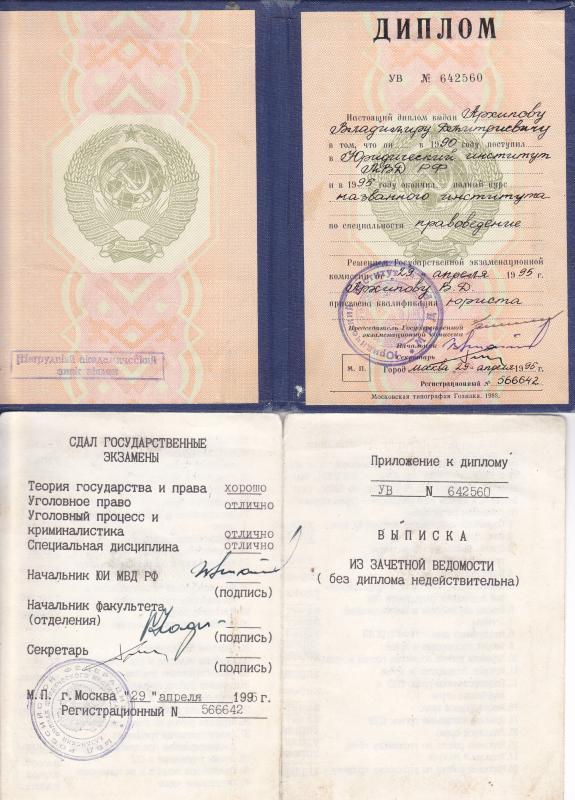 ДИПЛОМ
УВ № 642560
Настоящий диплом выдан Архипову
Владимиру Дмитриевичу
в том, что он в 1990 году поступил
в Юридический институт
МВД РФ
и в 1995 году окончил полный курс
названного института
по специальности правоведение
Решением Государственной экзаменационной
комиссии от 29 апреля 1995 г.
Архипову В.Д.
присвоена квалификация юриста
Председатель Государственной
экзаменационной комиссии
Начальник
Секретарь
М. П. Город Москва 29 апреля 1995 г.
Регистрационный № 566642
Московская типография Гознака. 1988.
Нагрудный академический
знак выдан
СДАЛ ГОСУДАРСТВЕННЫЕ
ЭКЗАМЕНЫ
Теория государства и права хорошо
Уголовное право отлично
Уголовный процесс и
криминалистика отлично
Специальная дисциплина отлично
Начальник ЮИ МВД РФ
(подпись)
Начальник факультета
(отделения)
(подпись)
Секретарь
(подпись)
М.П. г.Москва "29" апреля 1995г.
Регистрационный N 566642
Приложение к диплому
УВ N 642560
ВЫПИСКА
ИЗ ЗАЧЕТНОЙ ВЕДОМОСТИ
( без диплома недействительна)